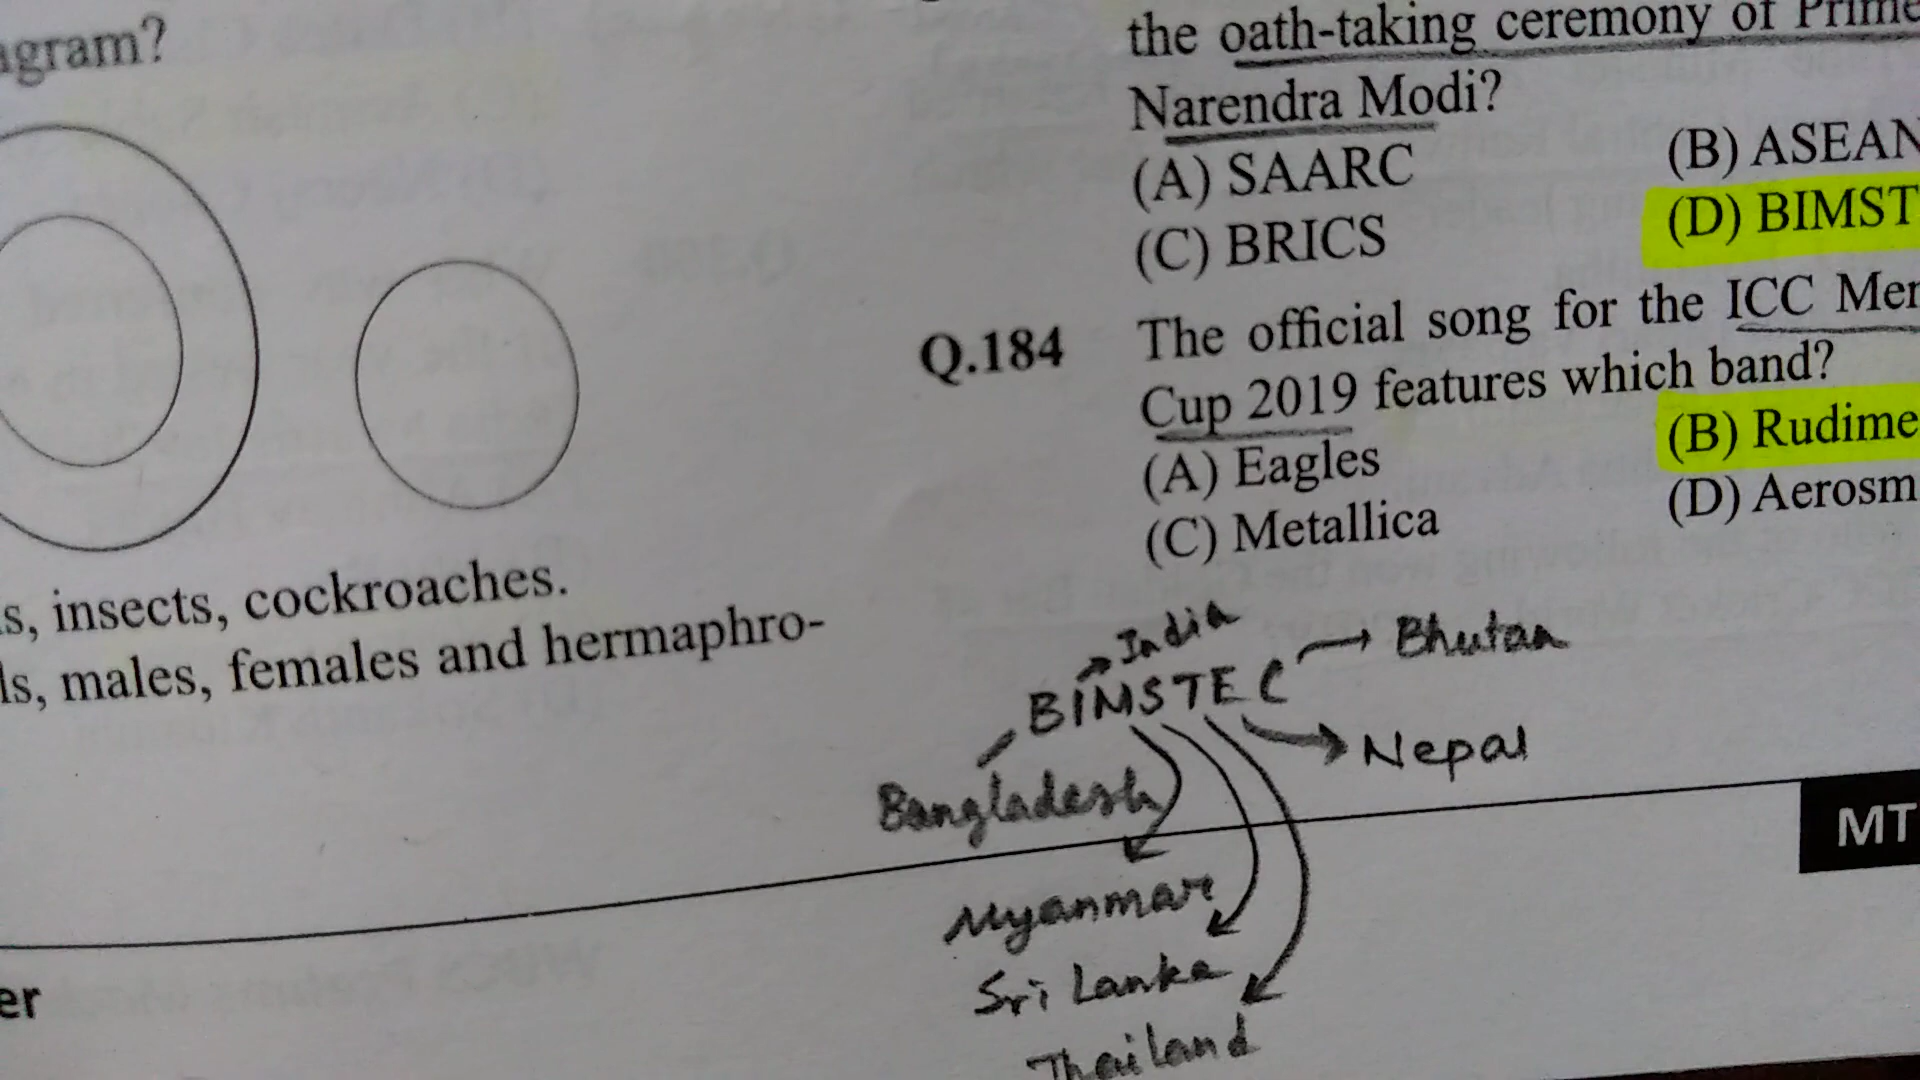 agram?
s, insects, cockroaches.
ls, males, females and hermaphro-
er
the oath-taking ceremony of Prime
Narendra Modi?
(A) SAARC (B) ASEAN
(C) BRICS (D) BIMST
Q.184 The official song for the ICC Men
Cup 2019 features which band?
(A) Eagles (B) Rudime
(C) Metallica (D) Aerosm
India
BIMSTEC Bhutan
Nepal
Bangladesh
Myanmar
Sri Lanka
Thailand
MT